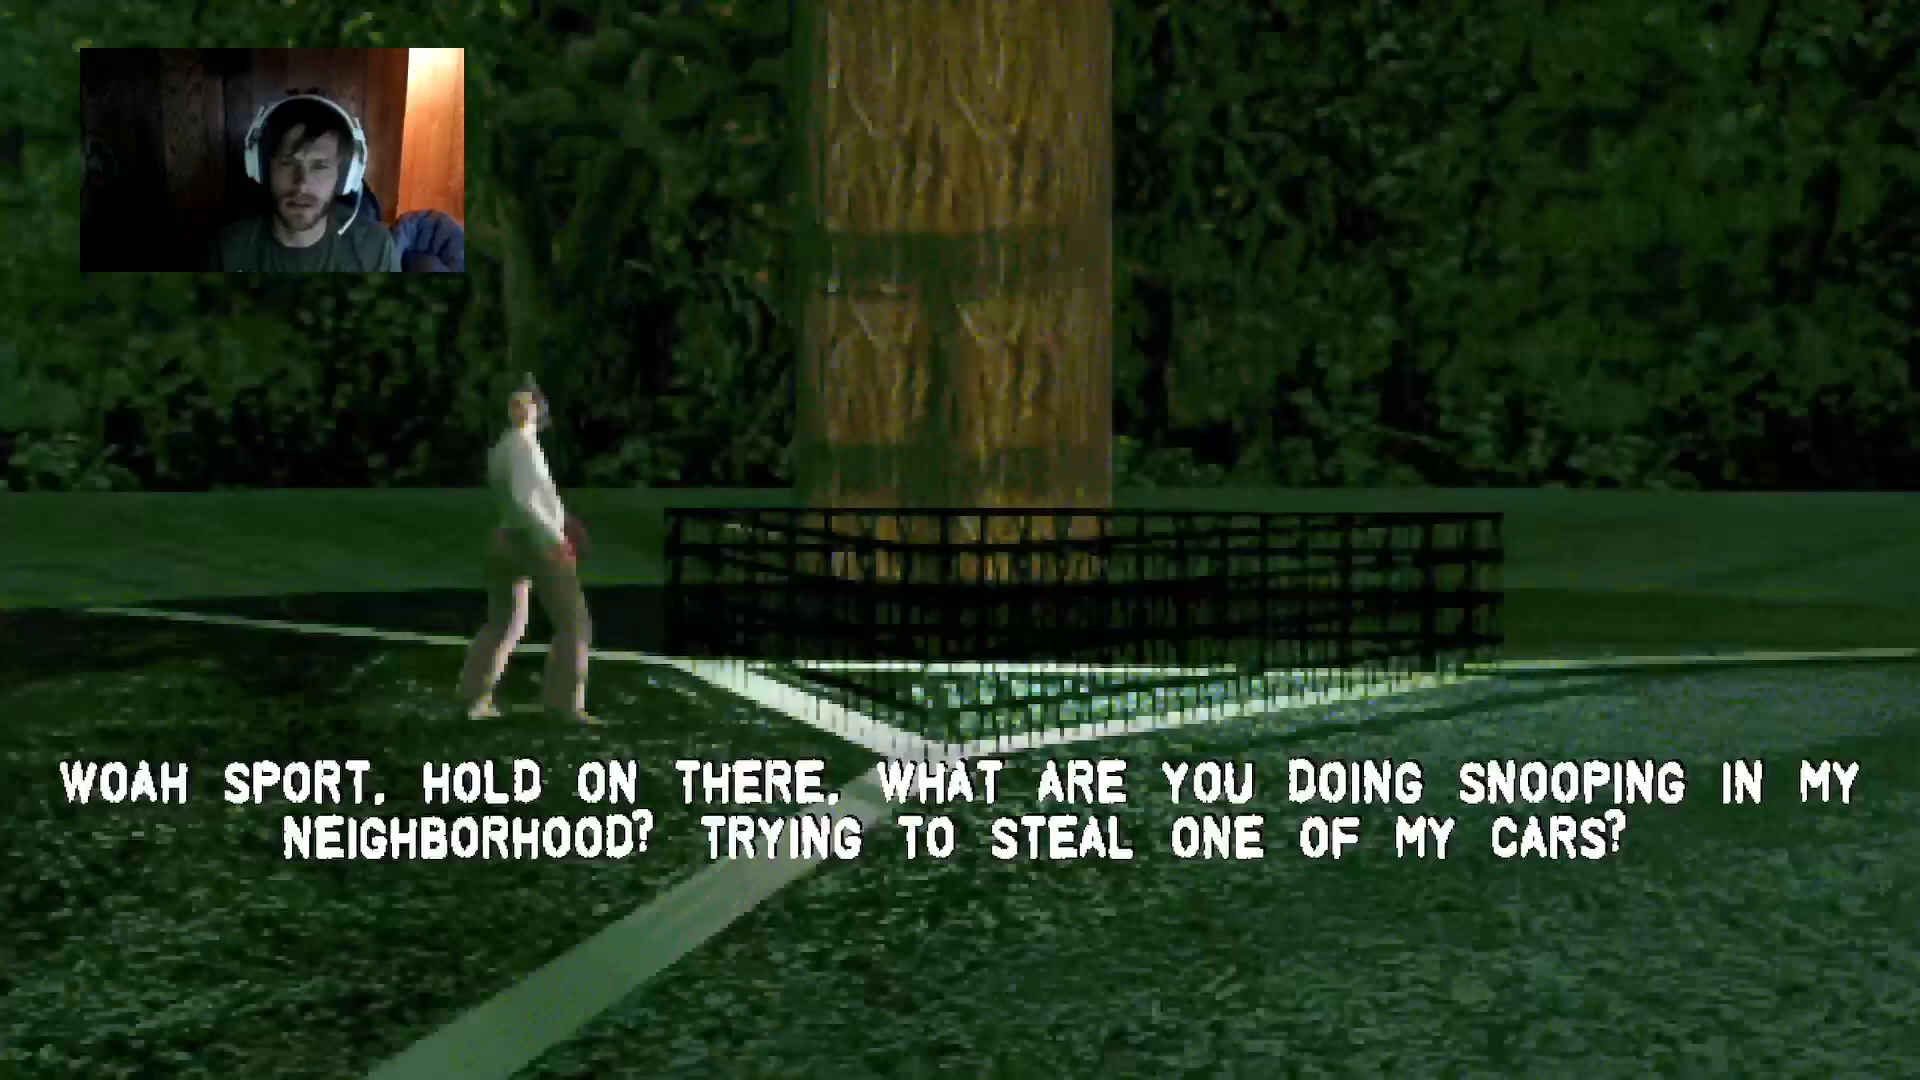 WOAH SPORT. HOLD ON THERE. WHAT ARE YOU DOING SNOOPING IN MY
NEIGHBORHOOD? TRYING TO STEAL ONE OF MY CARS?